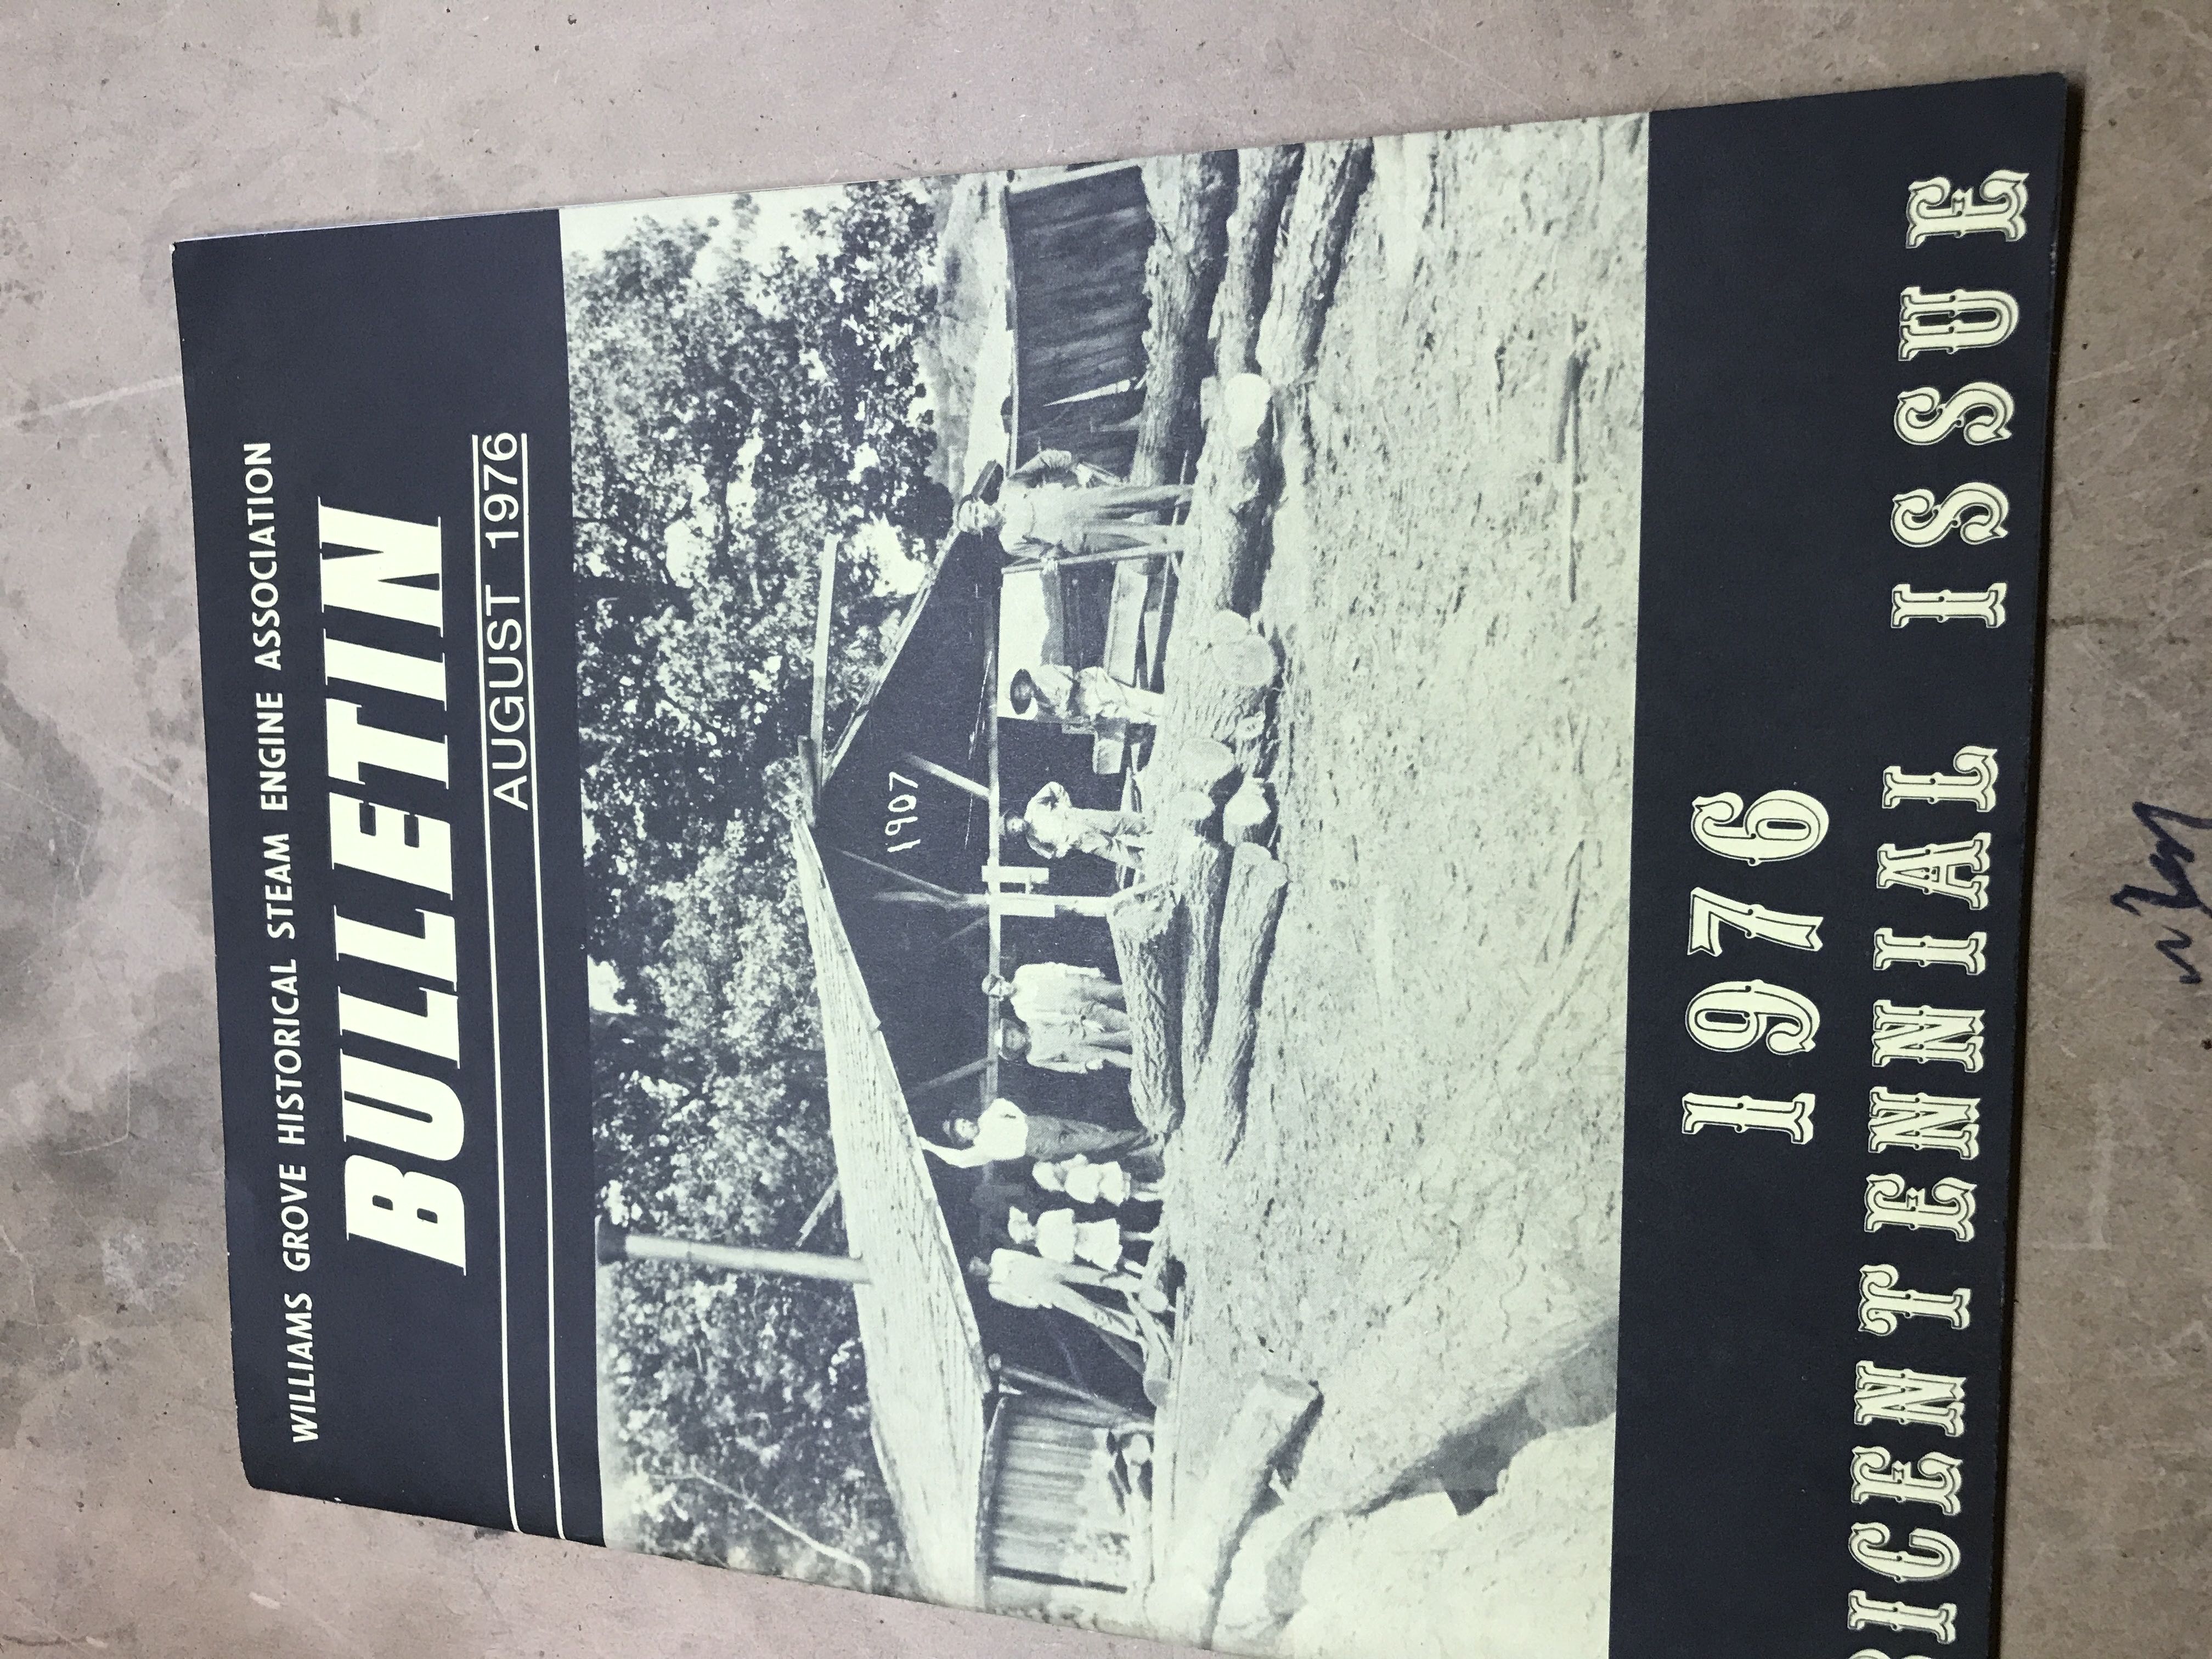 WILLIAMS GROVE HISTORICAL STEAM ENGINE ASSOCIATION
BULLETIN
AUGUST 1976
1907
1976
BICENTENNIAL ISSUE